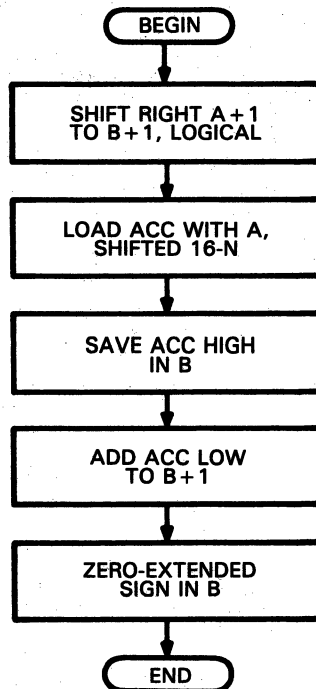 BEGIN
SHIFT RIGHT A+1
TO B+1, LOGICAL
LOAD ACC WITH A,
SHIFTED 16-N
SAVE ACC HIGH
IN B
ADD ACC LOW
TO B+1
ZERO-EXTENDED
SIGN IN B
END